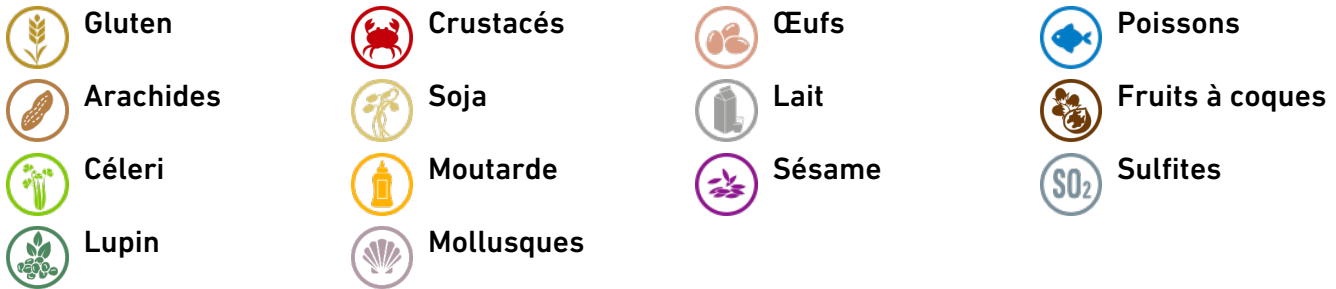 Gluten
Crustacés
Œufs
Poissons
Arachides
Soja
Lait
Fruits à coques
Céleri
Moutarde
Sésame
SO2
Sulfites
Lupin
Mollusques